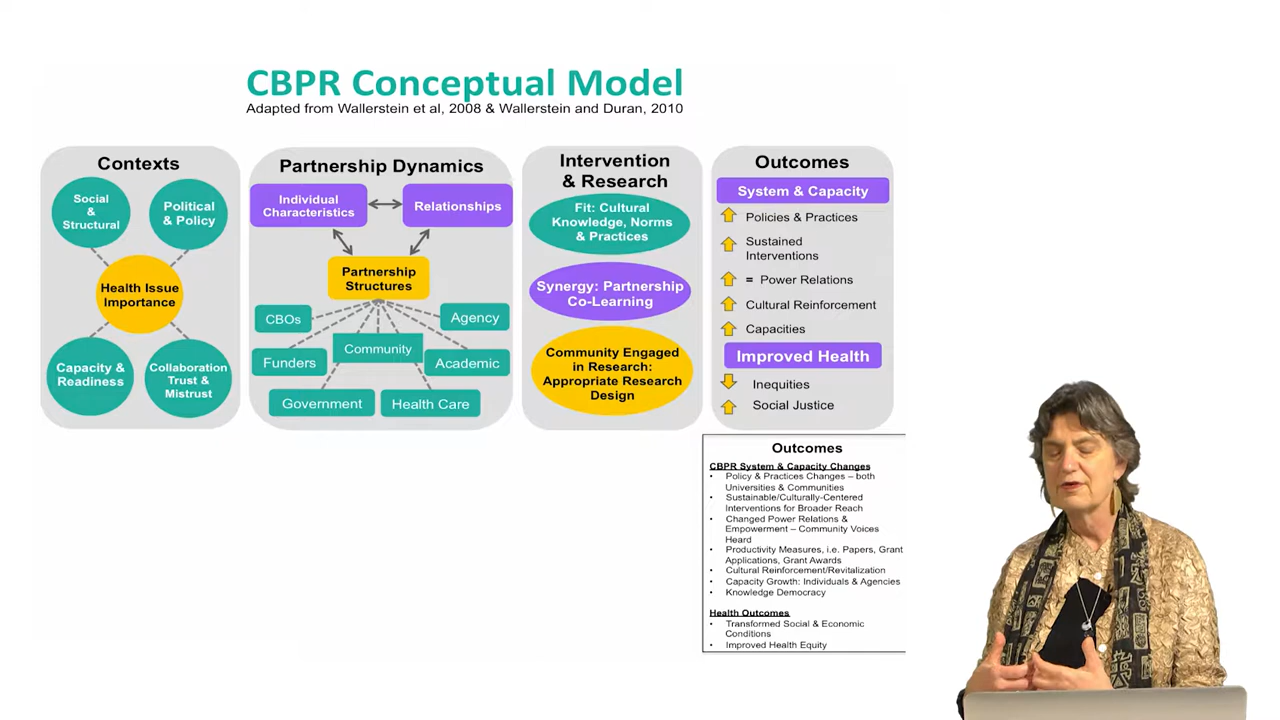 CBPR Conceptual Model
Adapted from Wallerstein et al, 2008 & Wallerstein and Duran, 2010
Contexts
Social
&
Structural
Political
& Policy
Health Issue
Importance
Capacity &
Readiness
Collaboration
Trust &
Mistrust
Partnership Dynamics
Individual
Characteristics
Relationships
Partnership
Structures
CBOs
Agency
Community
Funders
Academic
Government
Health Care
Intervention
& Research
Fit: Cultural
Knowledge, Norms
& Practices
Synergy: Partnership
Co-Learning
Community Engaged
in Research:
Appropriate Research
Design
Outcomes
System & Capacity
Policies & Practices
Sustained
Interventions
= Power Relations
Cultural Reinforcement
Capacities
Improved Health
Inequities
Social Justice
Outcomes
CBPR System & Capacity Changes
• Policy & Practices Changes – both
Universities & Communities
• Sustainable/Culturally-Centered
Interventions for Broader Reach
• Changed Power Relations &
Empowerment – Community Voices
Heard
• Productivity Measures, i.e. Papers, Grant
Applications, Grant Awards
• Cultural Reinforcement/Revitalization
• Capacity Growth: Individuals & Agencies
• Knowledge Democracy
Health Outcomes
• Transformed Social & Economic
Conditions
• Improved Health Equity